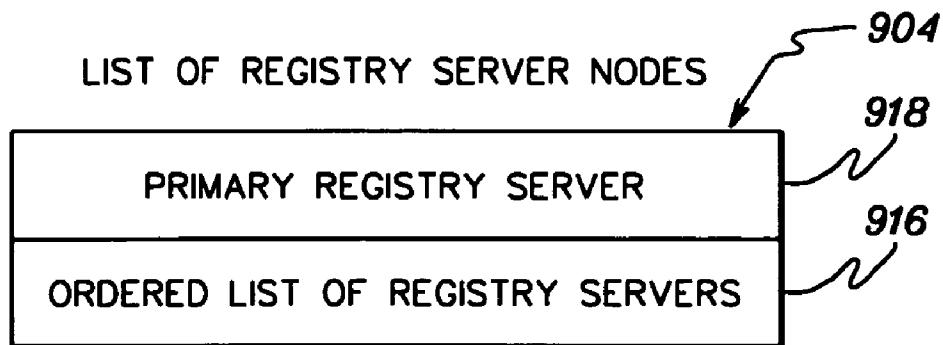 904
LIST OF REGISTRY SERVER NODES
918
PRIMARY REGISTRY SERVER
916
ORDERED LIST OF REGISTRY SERVERS